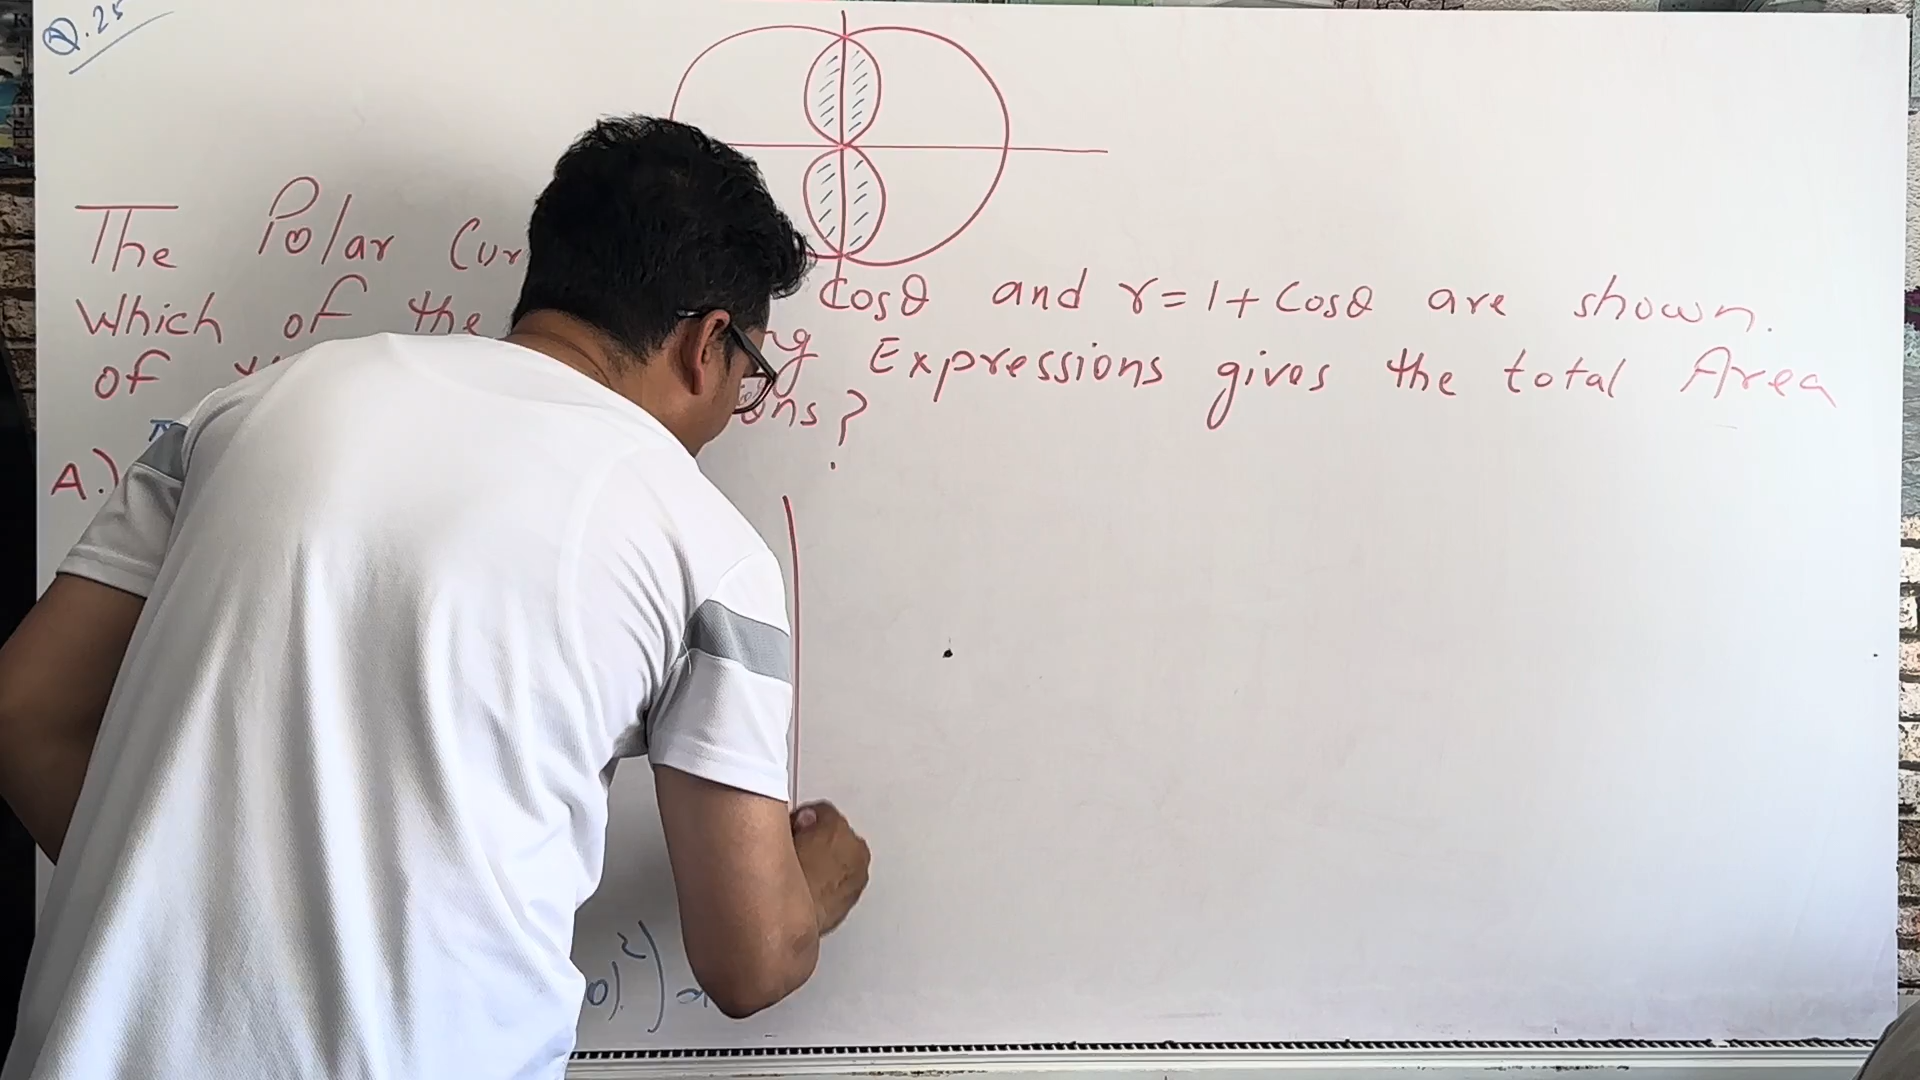 Q.25
The Polar Cur
Cosθ and r=1+Cosθ are shown.
Which of the ng Expressions gives the total Area
of ons?
π
A.)